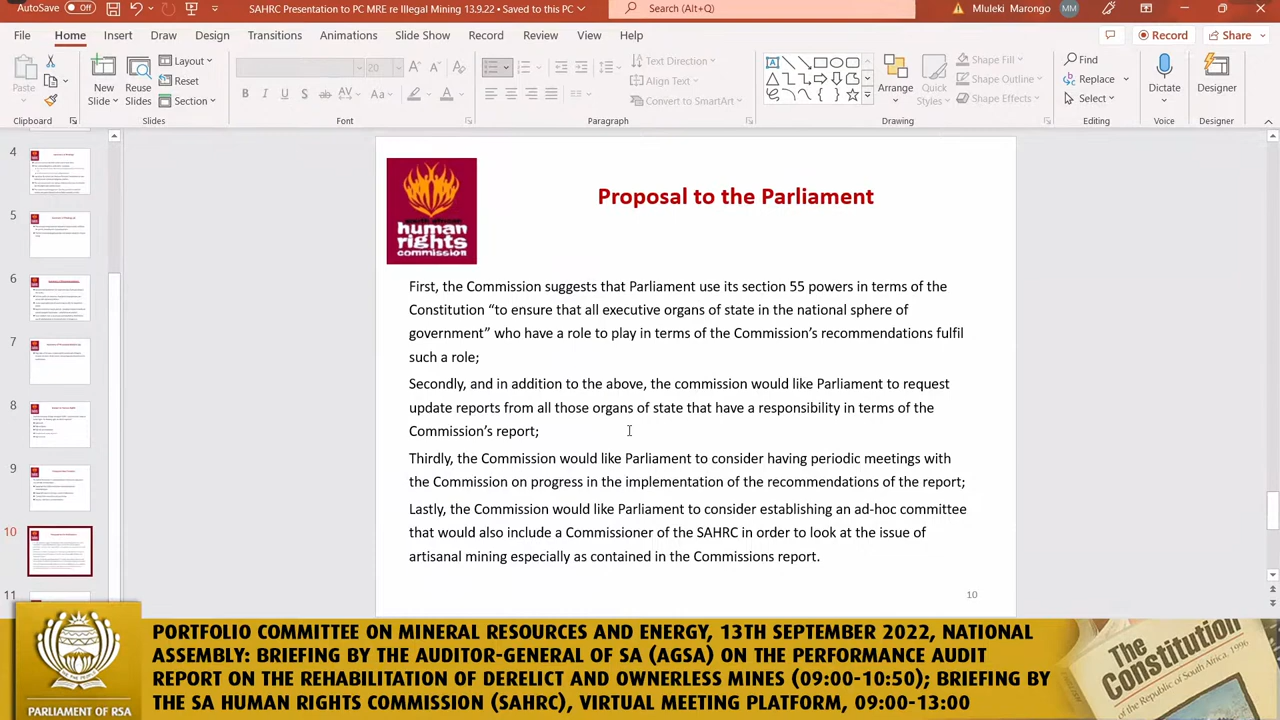 AutoSave Off SAHRC Presentation to PC MRE re Illegal Mining 13.9.22 • Saved to this PC Search (Alt+Q) Muleki Marongo MM
File Home Insert Draw Design Transitions Animations Slide Show Record Review View Help Record Share
Paste New Slide Reuse Slides Layout Reset Section 20 Text Direction Align Text Convert to SmartArt Arrange Quick Styles Shape Fill Shape Outline Shape Effects Find Replace Select Dictate Designer
Clipboard Slides Font Paragraph Drawing Editing Voice Designer
4
5
6
7
8
9
10
11
human
rights
commission
Proposal to the Parliament
First, the Commission suggests that Parliament use its section 55 powers in terms of the
Constitution “to ensure that all executive organs of state in the national sphere of
government” who have a role to play in terms of the Commission’s recommendations fulfil
such a role;
Secondly, and in addition to the above, the commission would like Parliament to request
update reports from all those organs of state that have a responsibility in terms of the
Commission’s report;
Thirdly, the Commission would like Parliament to consider having periodic meetings with
the Commission on progress in the implementation of the recommendations of the report;
Lastly, the Commission would like Parliament to consider establishing an ad-hoc committee
that would also include a Commissioner of the SAHRC in order to look at the issue of
artisanal mining especially as contained in the Commissions report.
10
PARLIAMENT OF RSA
PORTFOLIO COMMITTEE ON MINERAL RESOURCES AND ENERGY, 13TH SEPTEMBER 2022, NATIONAL
ASSEMBLY: BRIEFING BY THE AUDITOR-GENERAL OF SA (AGSA) ON THE PERFORMANCE AUDIT
REPORT ON THE REHABILITATION OF DERELICT AND OWNERLESS MINES (09:00-10:50); BRIEFING BY
THE SA HUMAN RIGHTS COMMISSION (SAHRC), VIRTUAL MEETING PLATFORM, 09:00-13:00
The Constitution
of the Republic of South Africa, 1996